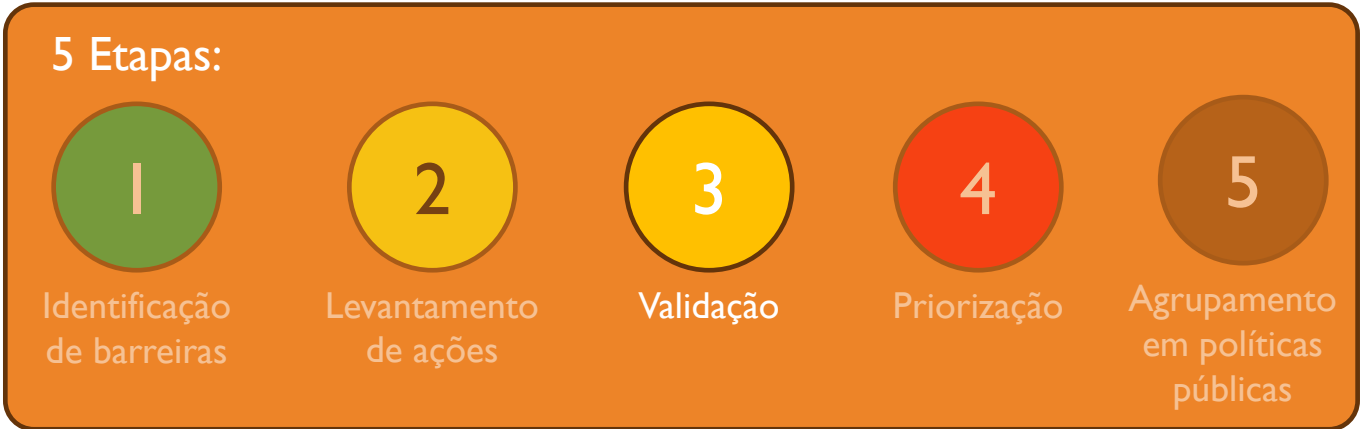 5 Etapas:
1
2
3
4
5
Identificação
de barreiras
Levantamento
de ações
Validação
Priorização
Agrupamento
em políticas
públicas